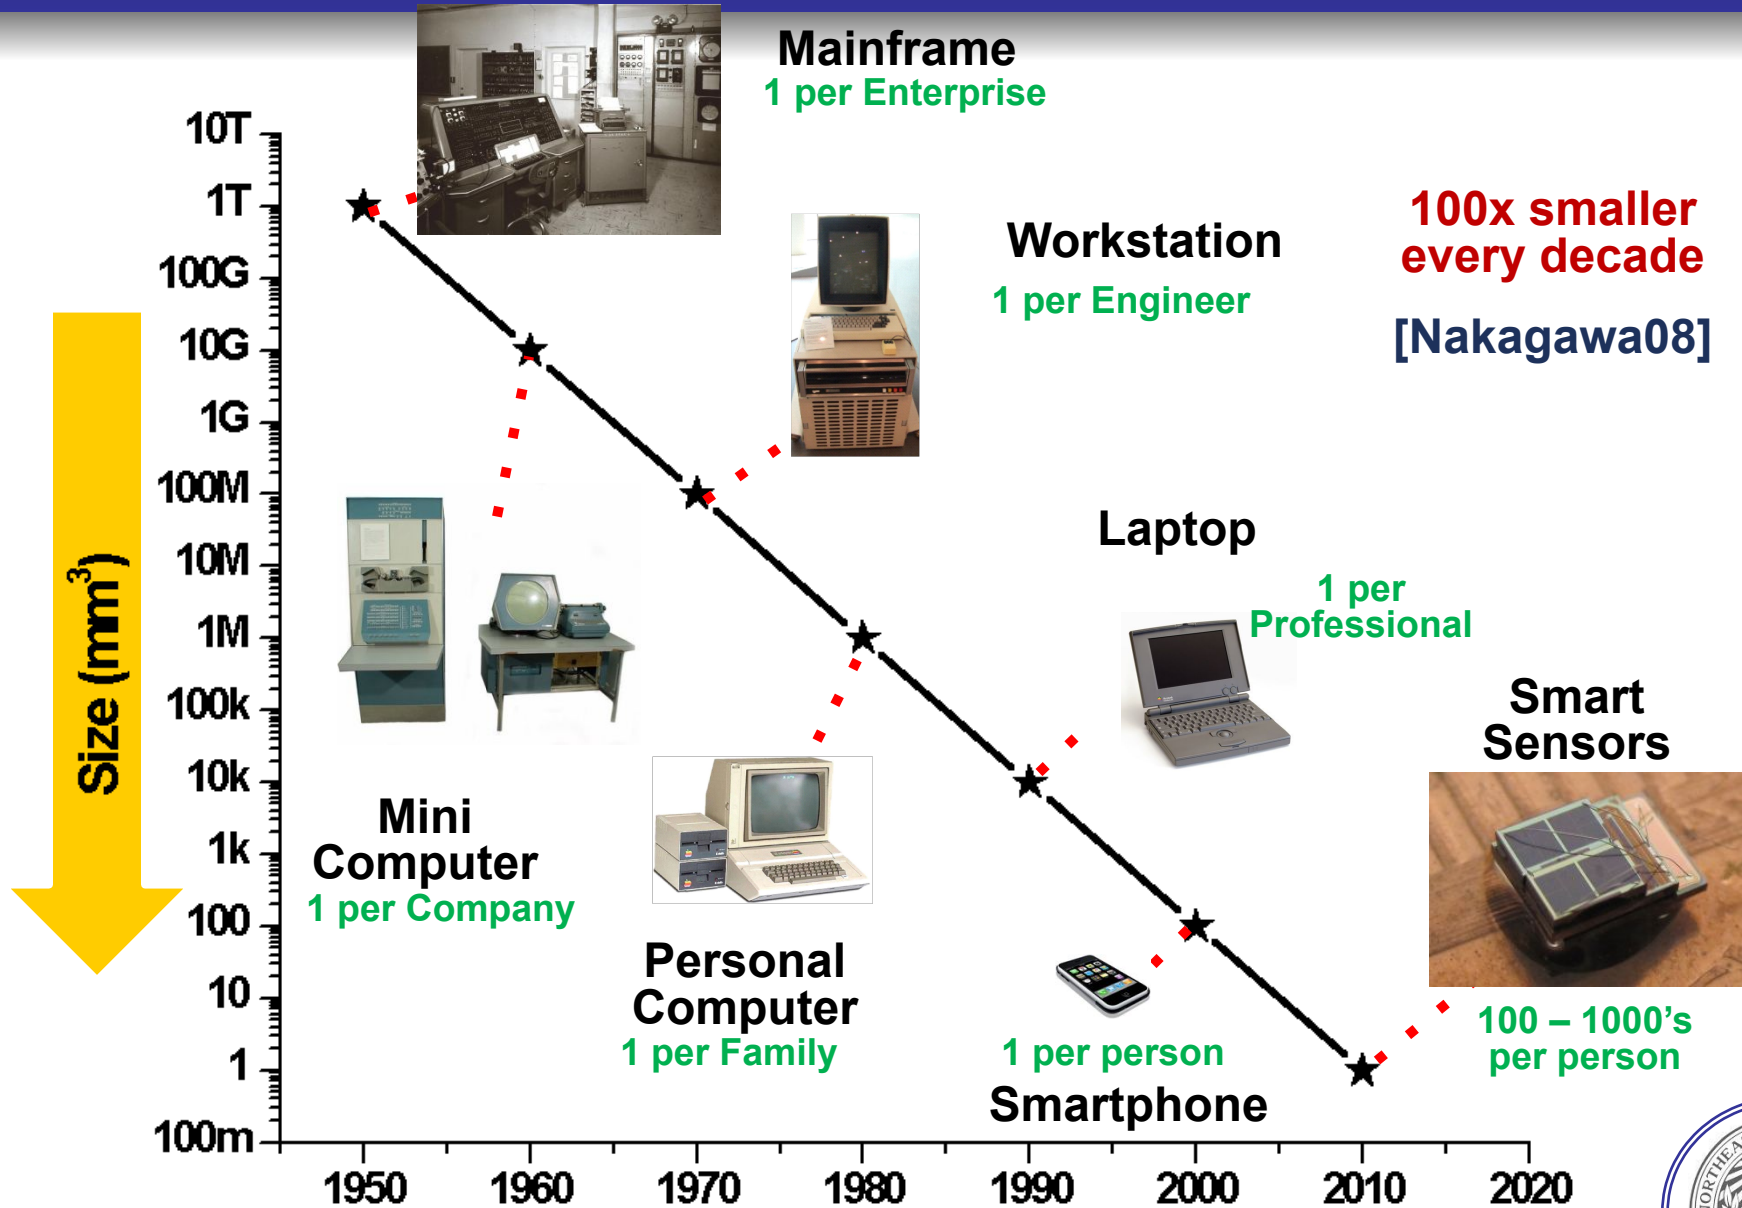 Mainframe
1 per Enterprise
Workstation
1 per Engineer
100x smaller
every decade
[Nakagawa08]
Laptop
1 per
Professional
Smart
Sensors
100 – 1000's
per person
Mini
Computer
1 per Company
Personal
Computer
1 per Family
1 per person
Smartphone
Size (mm³)
10T
1T
100G
10G
1G
100M
10M
1M
100k
10k
1k
100
10
1
100m
1950
1960
1970
1980
1990
2000
2010
2020